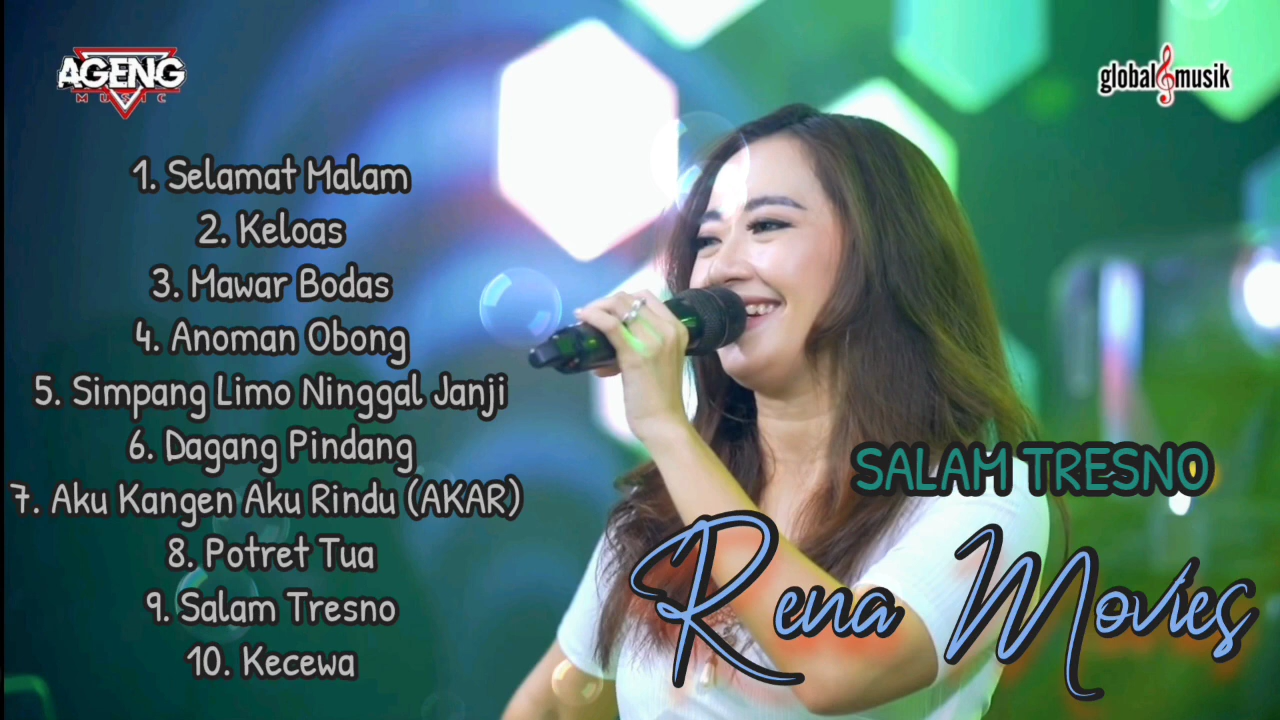 AGENG
MUSIC
global musik
1. Selamat Malam
2. Keloas
3. Mawar Bodas
4. Anoman Obong
5. Simpang Limo Ninggal Janji
6. Dagang Pindang
7. Aku Kangen Aku Rindu (AKAR)
8. Potret Tua
9. Salam Tresno
10. Kecewa
SALAM TRESNO
Rena Movies